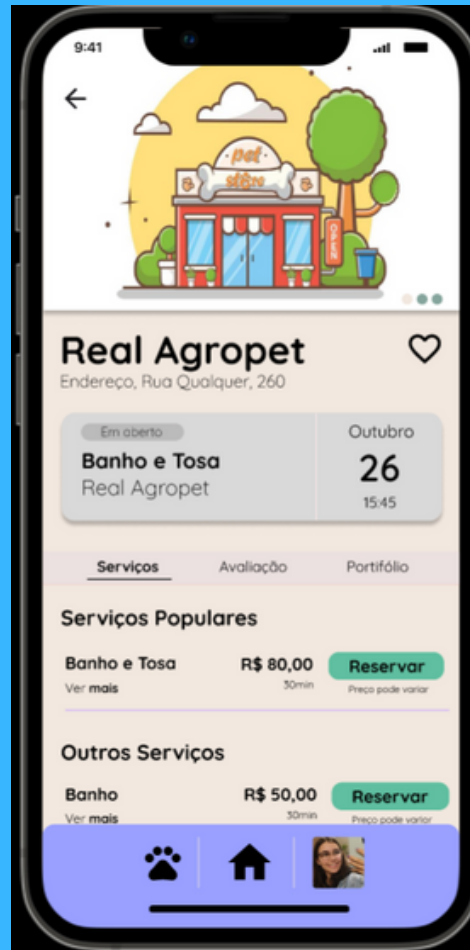 9:41
pet
store
OPEN
Real Agropet
Endereço, Rua Qualquer, 260
Em aberto
Banho e Tosa
Real Agropet
Outubro
26
15:45
Serviços
Avaliação
Portifólio
Serviços Populares
Banho e Tosa
R$ 80,00
Reservar
Ver mais
30min
Preço pode variar
Outros Serviços
Banho
R$ 50,00
Reservar
Ver mais
30min
Preço pode variar